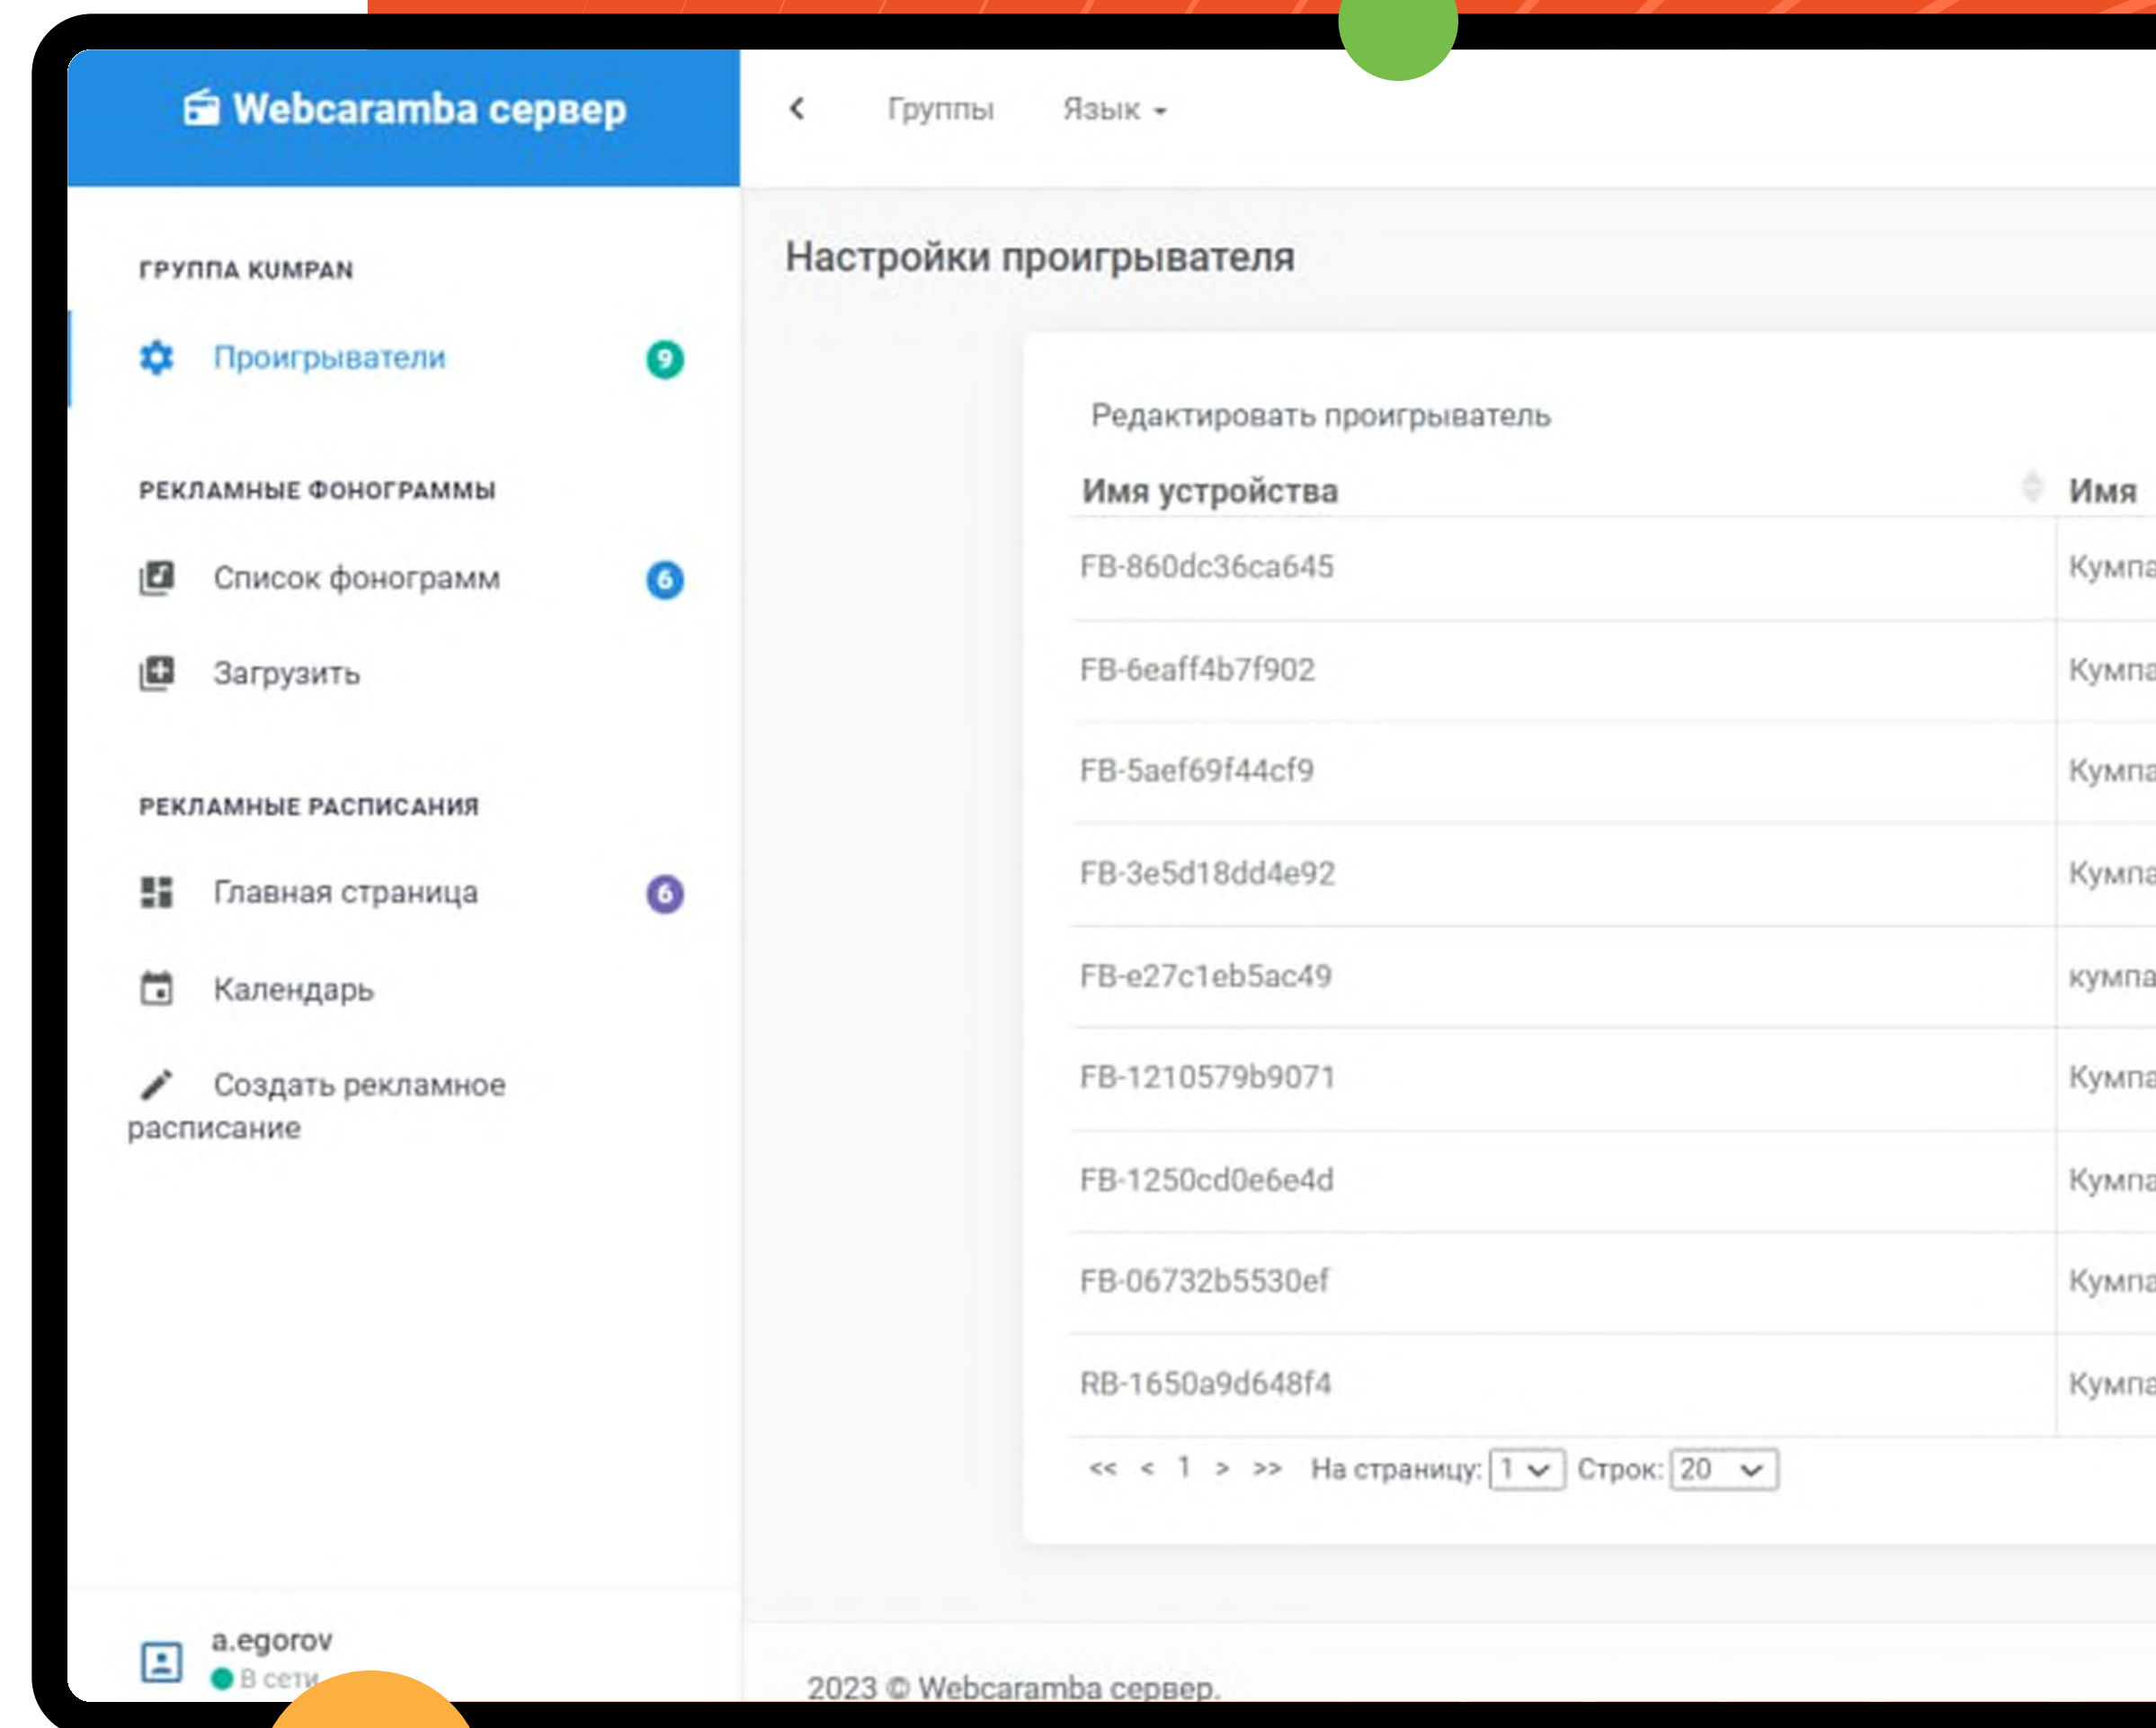 Webcaramba сервер
Группы Язык
ГРУППА KUMPAN
Проигрыватели 9
РЕКЛАМНЫЕ ФОНОГРАММЫ
Список фонограмм 6
Загрузить
РЕКЛАМНЫЕ РАСПИСАНИЯ
Главная страница 6
Календарь
Создать рекламное
расписание
a.egorov
В сети
Настройки проигрывателя
Редактировать проигрыватель
Имя устройства Имя
FB-860dc36ca645
FB-6eaff4b7f902
FB-5aef69f44cf9
FB-3e5d18dd4e92
FB-e27c1eb5ac49
FB-1210579b9071
FB-1250cd0e6e4d
FB-06732b5530ef
RB-1650a9d648f4
<< < 1 > >> На страницу: 1 Строк: 20
2023 © Webcaramba сервер.